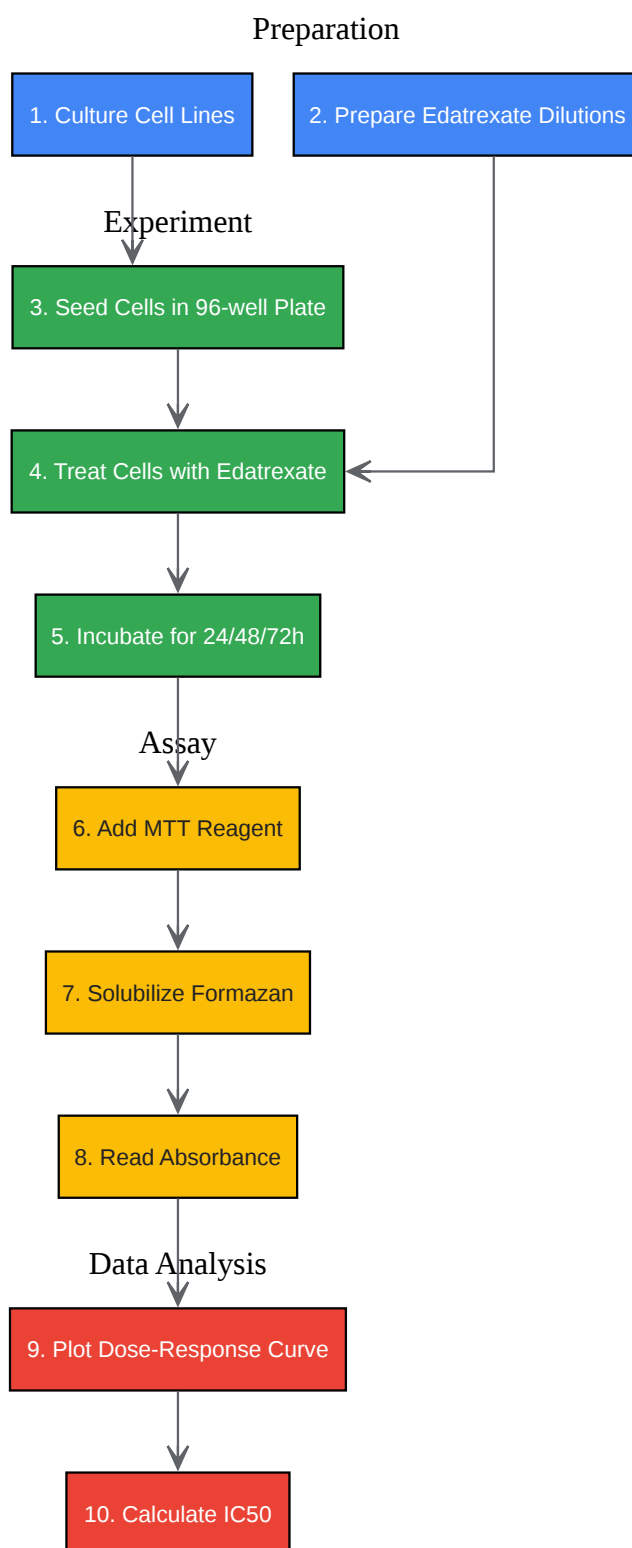 Preparation
1. Culture Cell Lines
2. Prepare Edatrexate Dilutions
Experiment
3. Seed Cells in 96-well Plate
4. Treat Cells with Edatrexate
5. Incubate for 24/48/72h
Assay
6. Add MTT Reagent
7. Solubilize Formazan
8. Read Absorbance
Data Analysis
9. Plot Dose-Response Curve
10. Calculate IC50